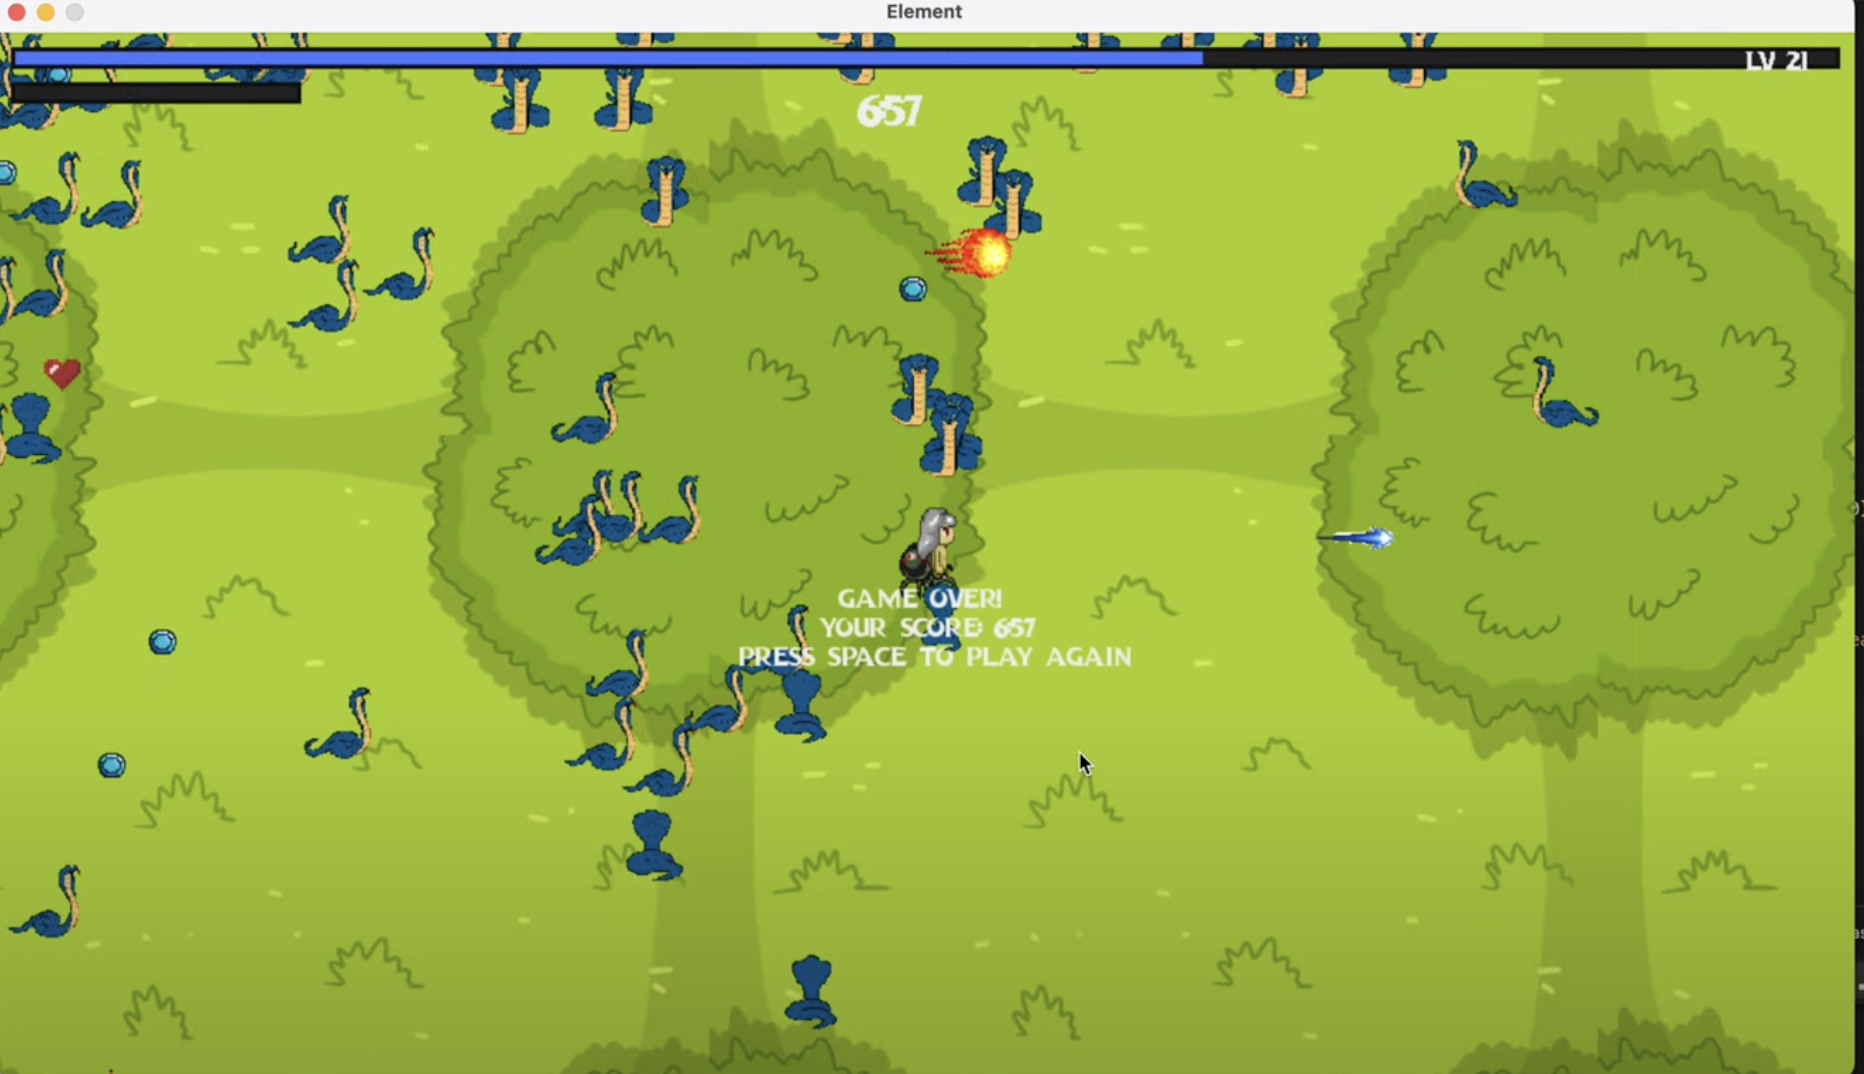 Element
LV 21
657
GAME OVER!
YOUR SCORE: 657
PRESS SPACE TO PLAY AGAIN